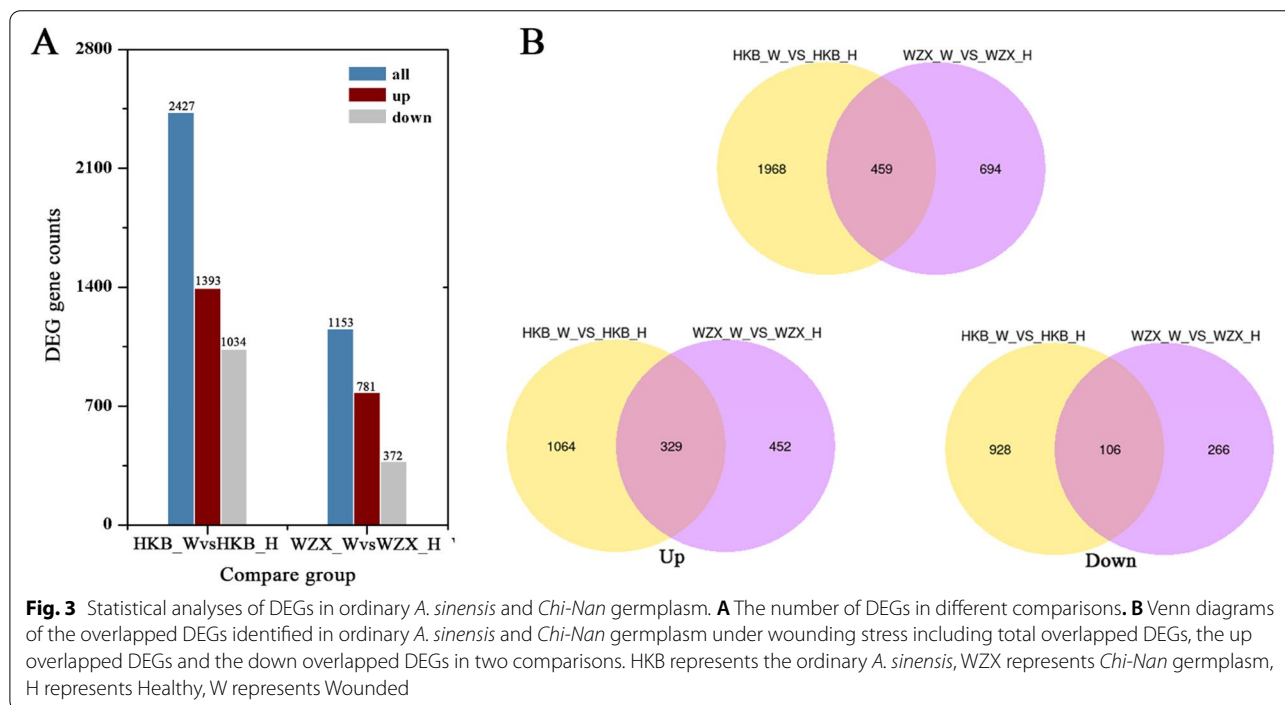 A
B
2800
2100
1400
700
0
DEG gene counts
all
up
down
2427
1393
1034
1153
781
372
HKB_WvsHKB_H
WZX_WvsWZX_H
Compare group
HKB_W_VS_HKB_H
WZX_W_VS_WZX_H
1968
459
694
HKB_W_VS_HKB_H
WZX_W_VS_WZX_H
1064
329
452
Up
HKB_W_VS_HKB_H
WZX_W_VS_WZX_H
928
106
266
Down
Fig. 3 Statistical analyses of DEGs in ordinary A. sinensis and Chi-Nan germplasm. A The number of DEGs in different comparisons. B Venn diagrams
of the overlapped DEGs identified in ordinary A. sinensis and Chi-Nan germplasm under wounding stress including total overlapped DEGs, the up
overlapped DEGs and the down overlapped DEGs in two comparisons. HKB represents the ordinary A. sinensis, WZX represents Chi-Nan germplasm,
H represents Healthy, W represents Wounded